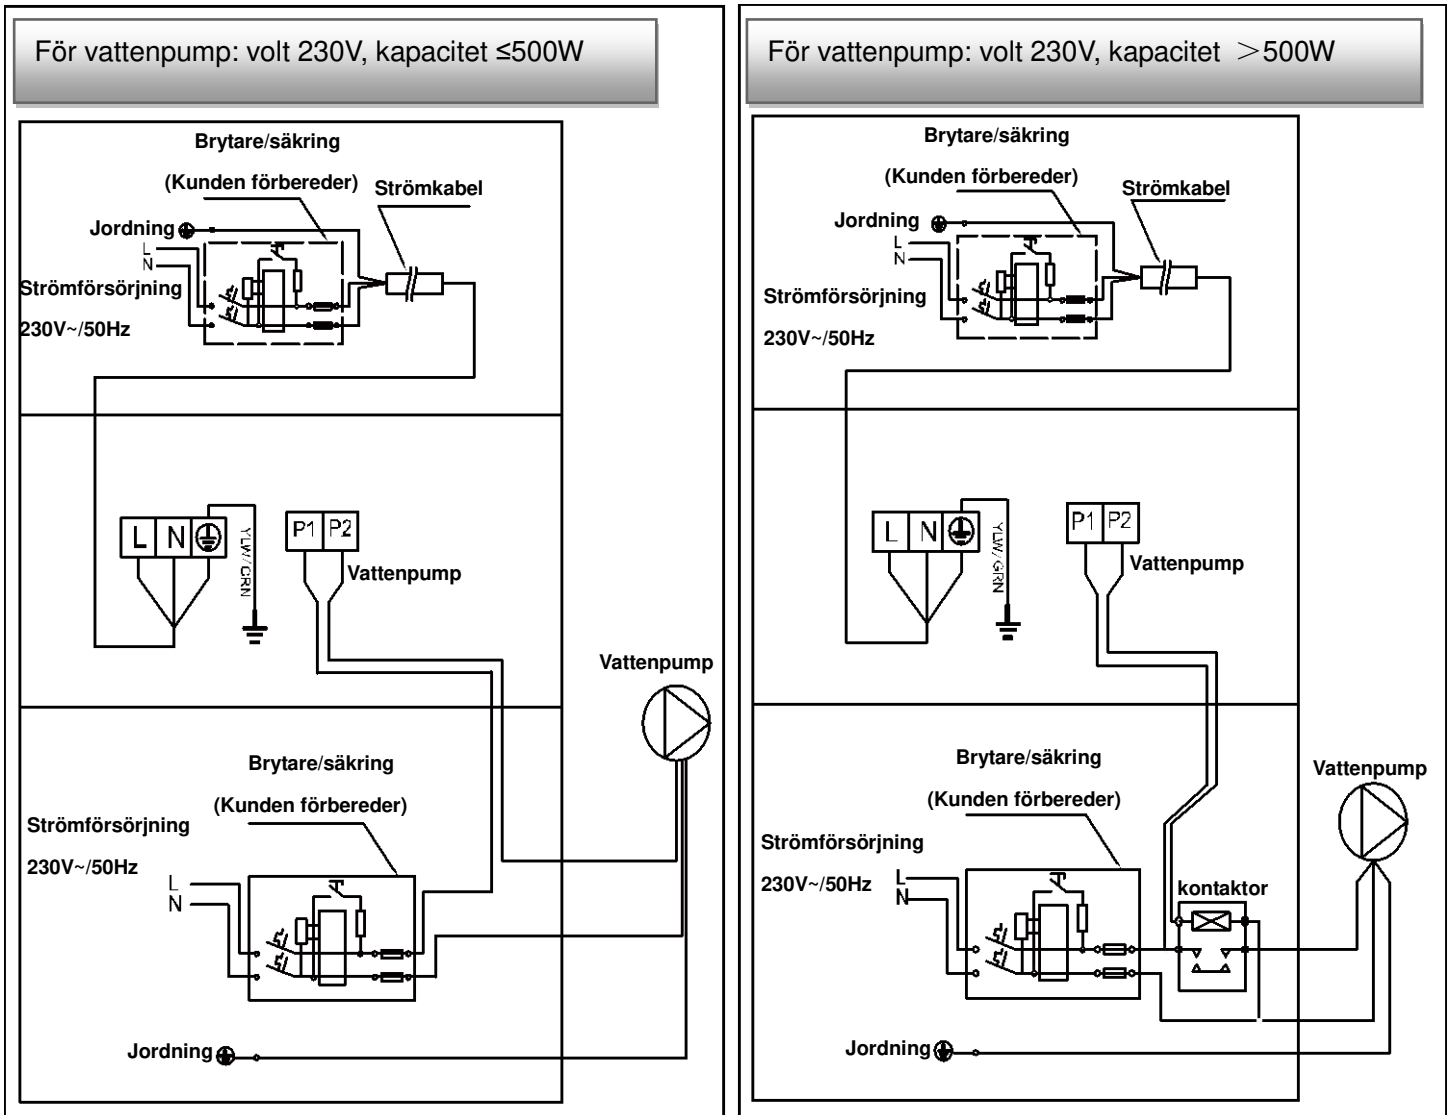 För vattenpump: volt 230V, kapacitet ≤500W
Brytare/säkring
(Kunden förbereder)
Strömkabel
Jordning
L
N
Strömförsörjning
230V~/50Hz
L N
YLW/GRN
P1 P2
Vattenpump
Vattenpump
Brytare/säkring
(Kunden förbereder)
Strömförsörjning
230V~/50Hz
L
N
Jordning
För vattenpump: volt 230V, kapacitet >500W
Brytare/säkring
(Kunden förbereder)
Strömkabel
Jordning
L
N
Strömförsörjning
230V~/50Hz
L N
YLW/GRN
P1 P2
Vattenpump
Vattenpump
Brytare/säkring
(Kunden förbereder)
Strömförsörjning
230V~/50Hz
L
N
kontaktor
Jordning